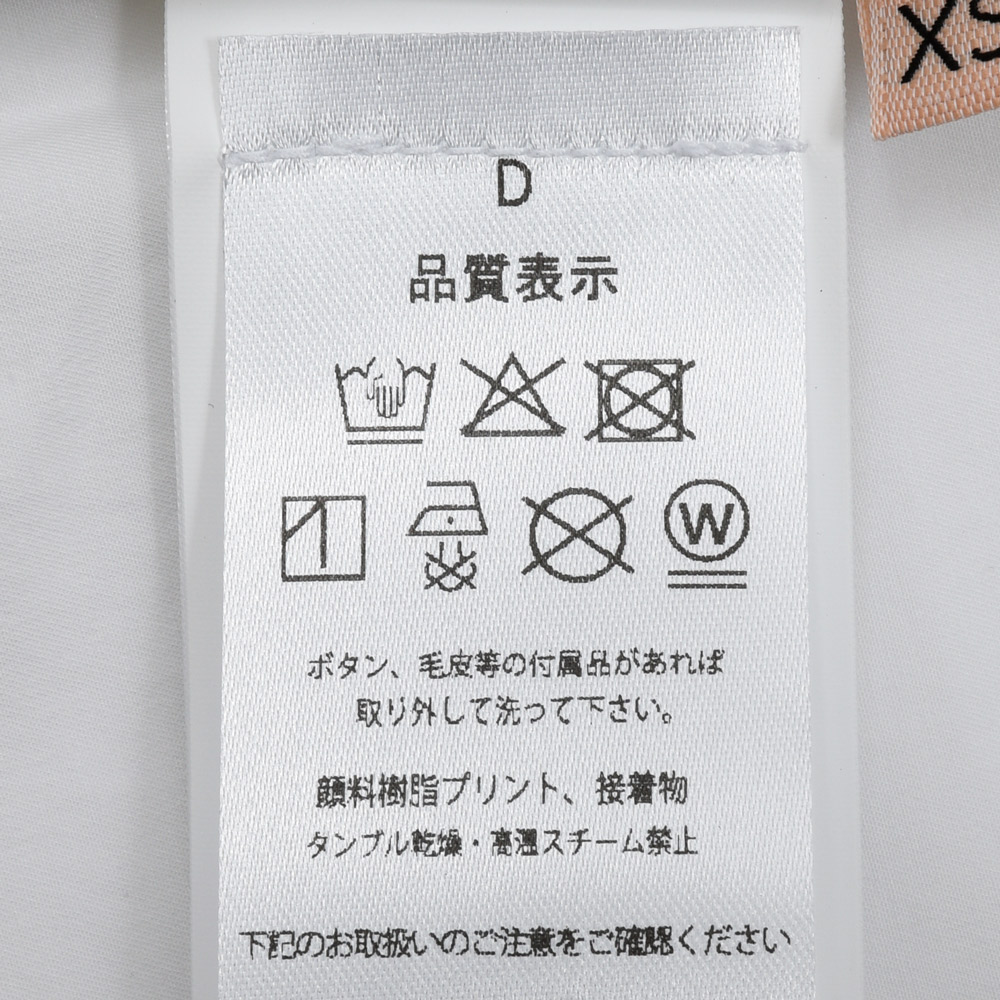 XS
D
品質表示
W
ボタン、毛皮等の付属品があれば
取り外して洗って下さい。
顔料樹脂プリント、接着物
タンブル乾燥・高温スチーム禁止
下記のお取扱いのご注意をご確認ください